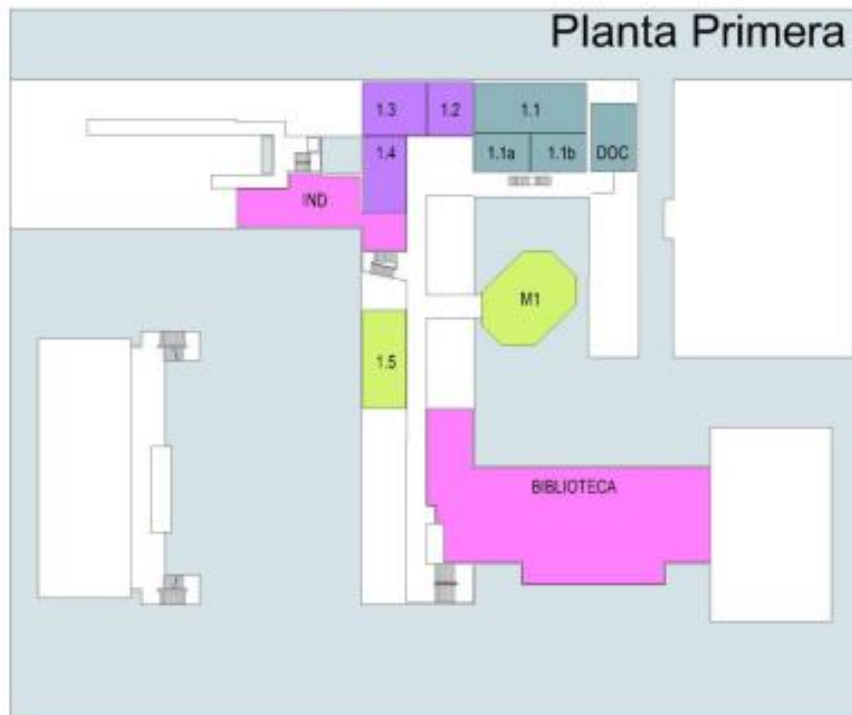 Planta Primera
1.3
1.2
1.1
1.4
1.1a
1.1b
DOC
IND
M1
1.5
BIBLIOTECA